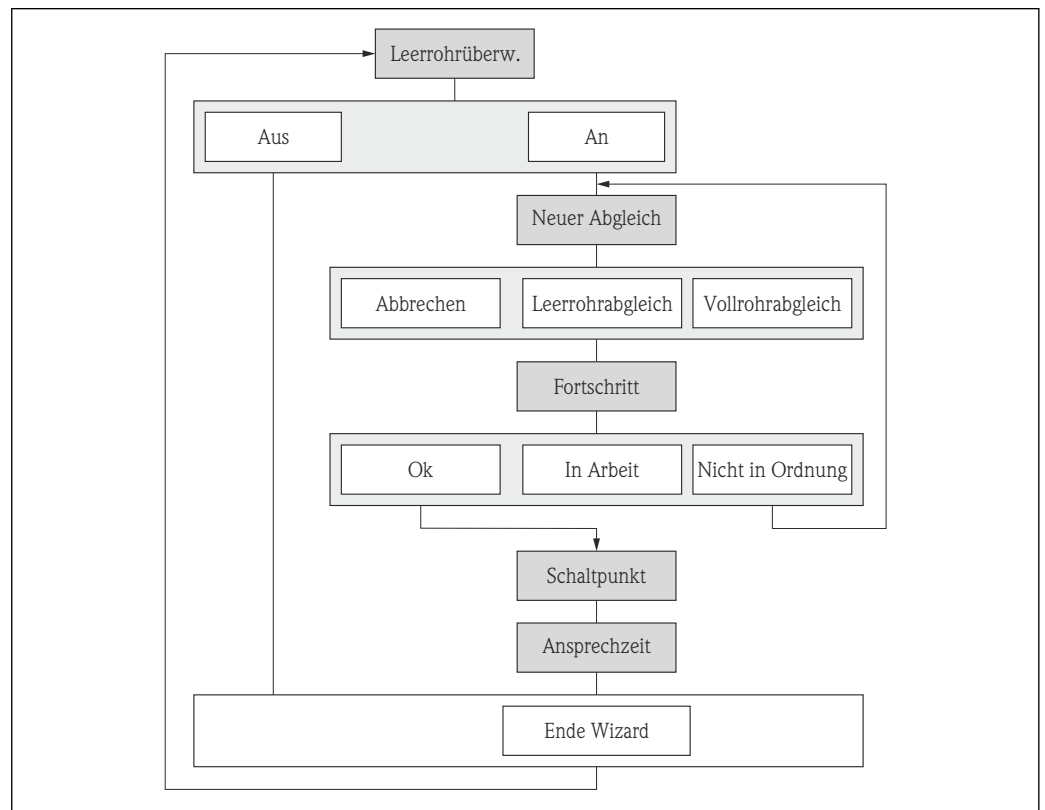 Leerrohrüberw.
Aus
An
Neuer Abgleich
Abbrechen
Leerrohrabgleich
Vollrohrabgleich
Fortschritt
Ok
In Arbeit
Nicht in Ordnung
Schaltpunkt
Ansprechzeit
Ende Wizard